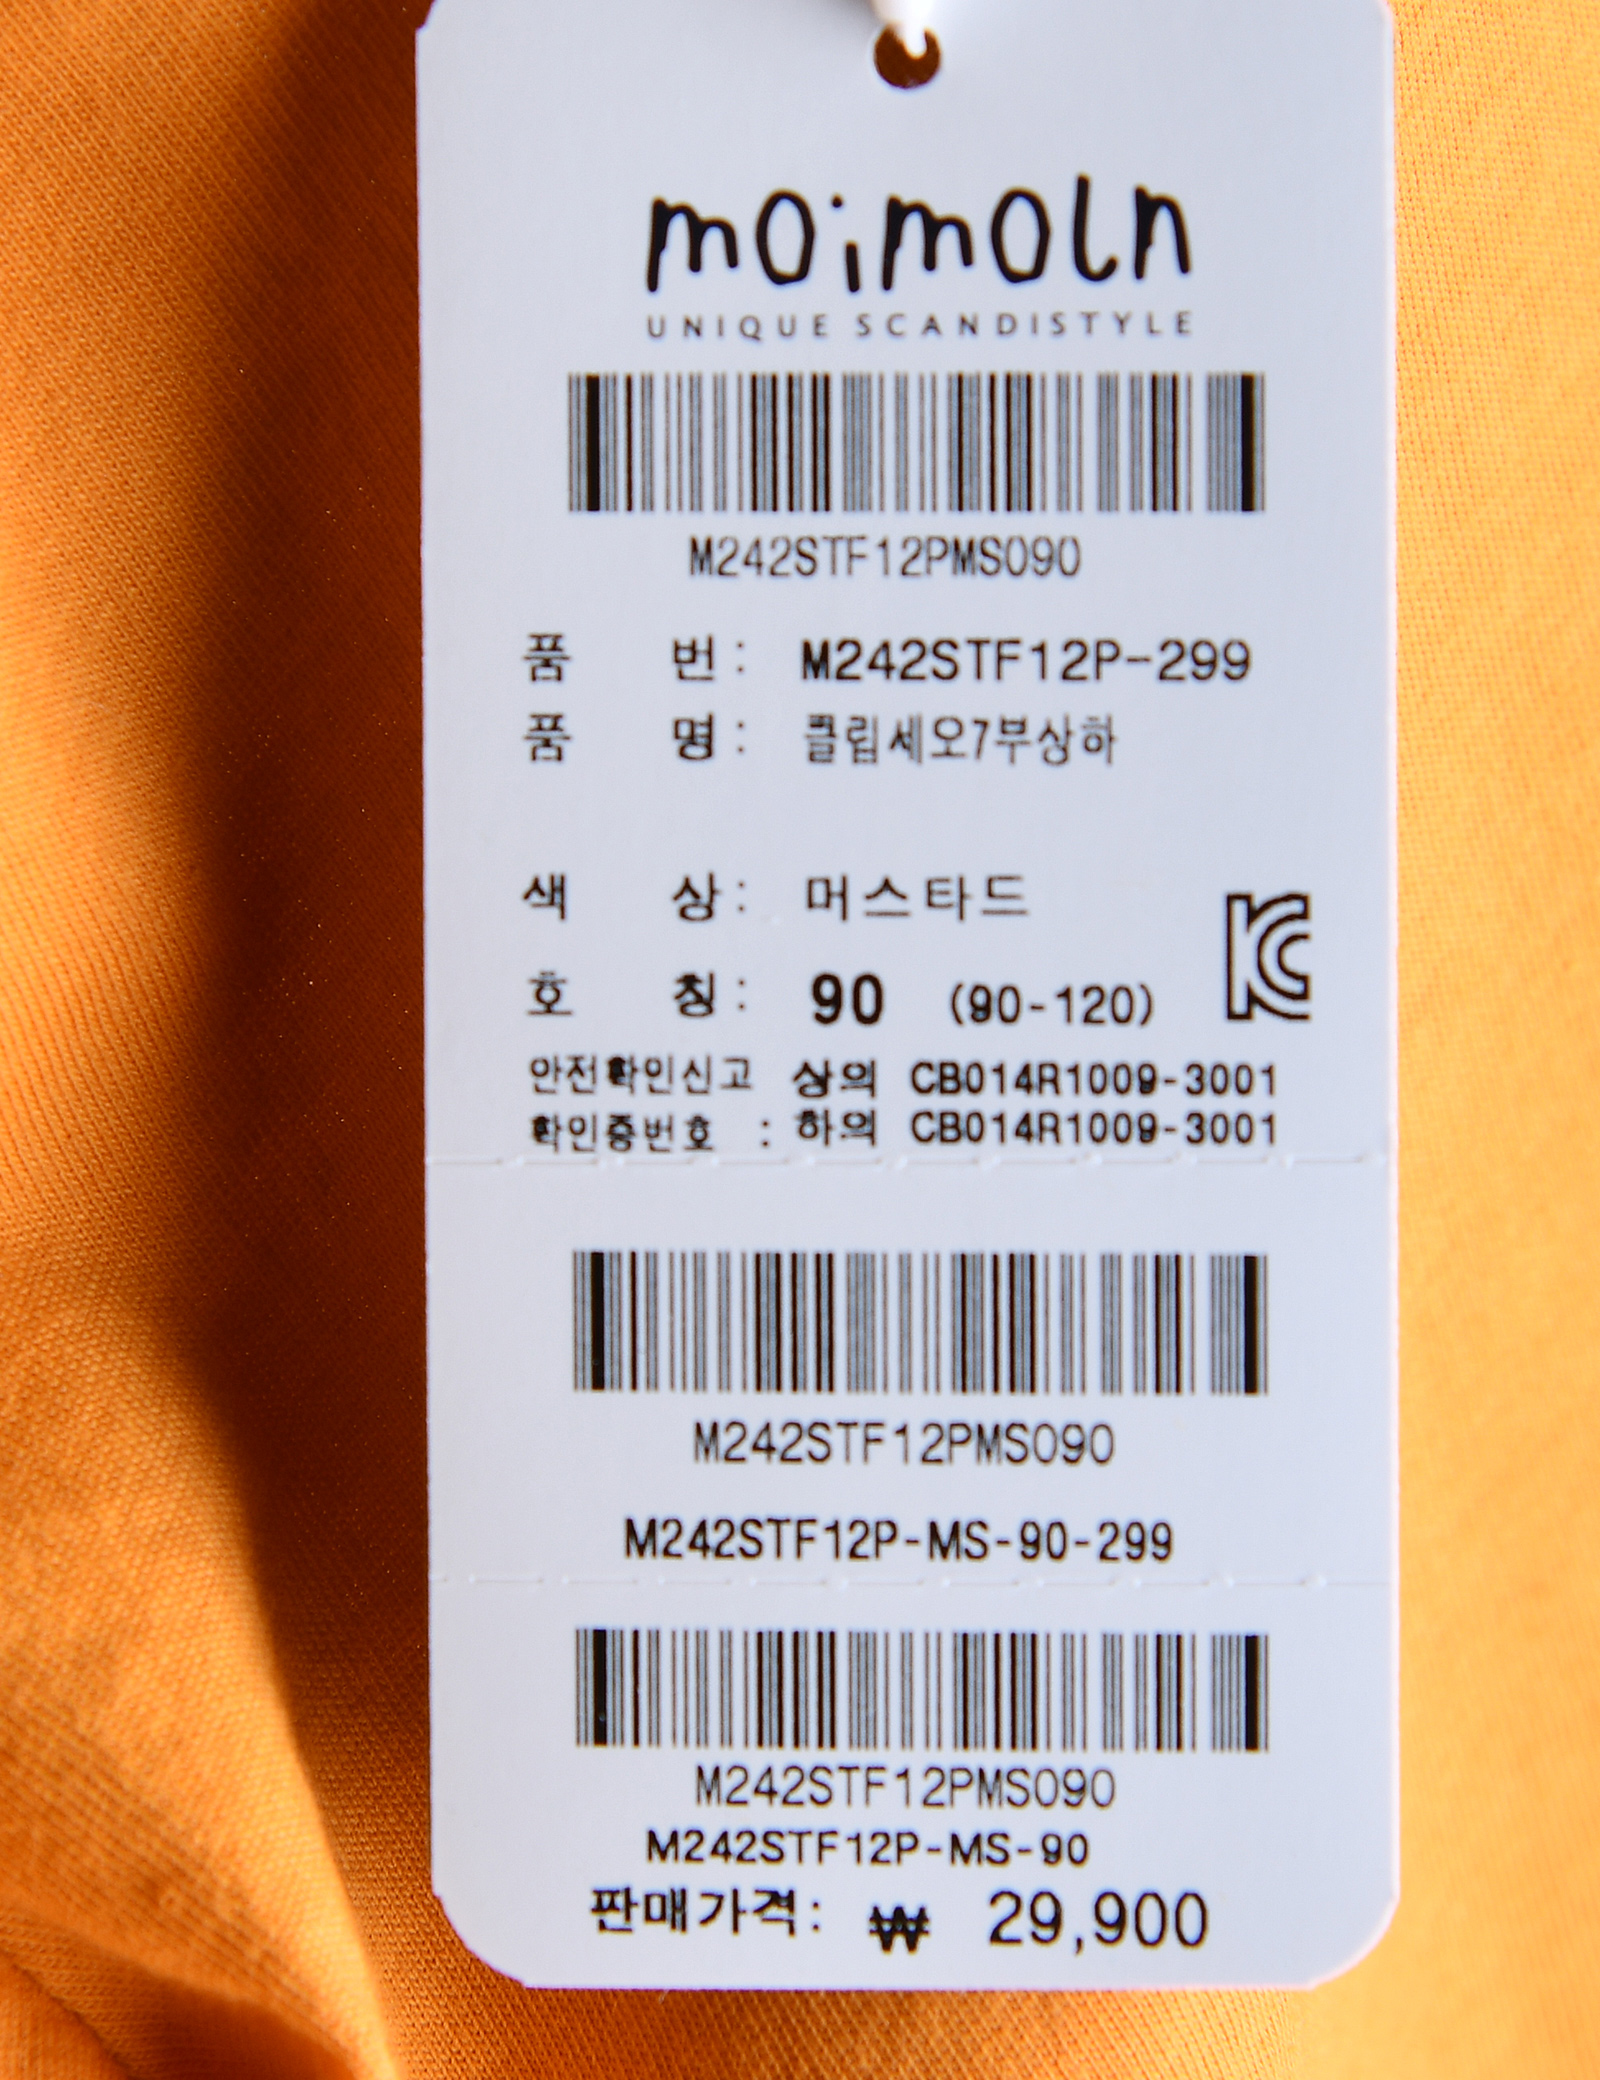 moimoln
UNIQUE SCANDISTYLE
M242STF12PMS090
품 번: M242STF12P-299
품 명: 클립세오7부상하
색 상: 머스타드
호 칭: 90 (90-120)
KC
안전확인신고 상의 CB014R1009-3001
확인증번호 : 하의 CB014R1009-3001
M242STF12PMS090
M242STF12P-MS-90-299
M242STF12PMS090
M242STF12P-MS-90
판매가격: ₩ 29,900